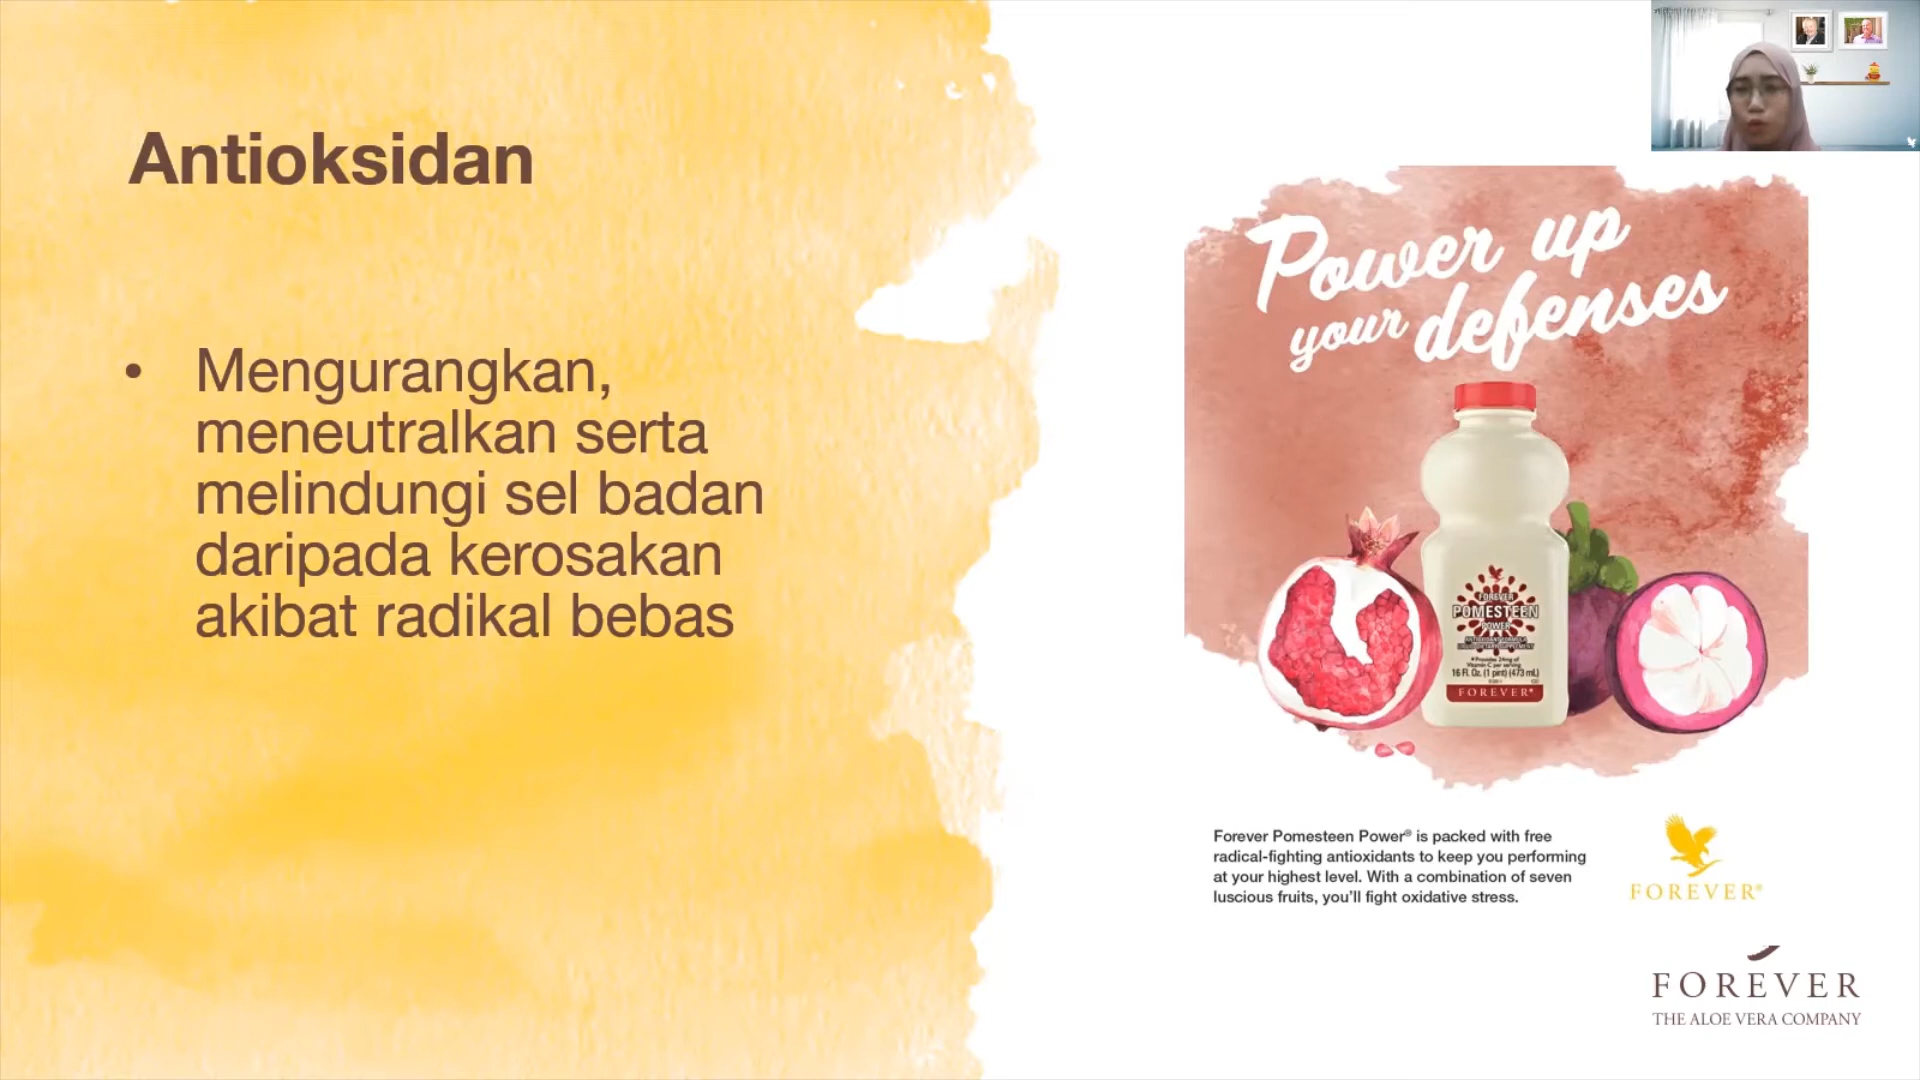 Antioksidan
• Mengurangkan,
meneutralkan serta
melindungi sel badan
daripada kerosakan
akibat radikal bebas
Power up
your defenses
FOREVER
POMESTEEN
POWER
Vitamin C per serving
16 Fl. Oz. (1 pint) (473 mL)
FOREVER®
Forever Pomesteen Power® is packed with free
radical-fighting antioxidants to keep you performing
at your highest level. With a combination of seven
luscious fruits, you'll fight oxidative stress.
FOREVER®
FOREVER
THE ALOE VERA COMPANY